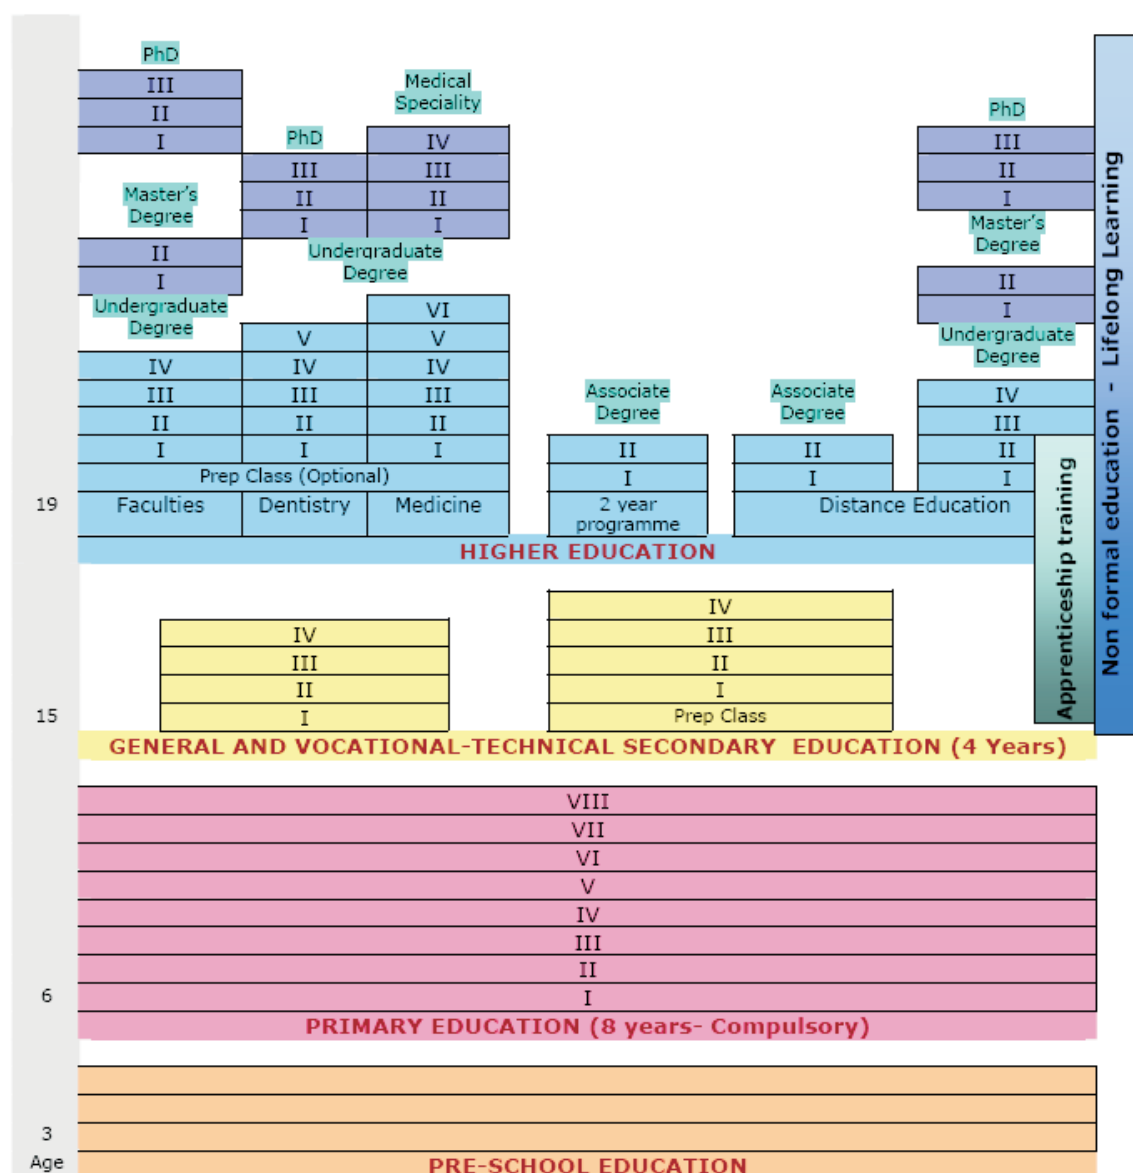 PhD
III
II
I
Master's
Degree
II
I
Undergraduate
Degree
IV
III
II
I
PhD
III
II
I
Medical
Speciality
IV
III
II
I
Undergraduate
Degree
V
IV
III
II
I
VI
V
IV
III
II
I
Prep Class (Optional)
19
Faculties
Dentistry
Medicine
Associate
Degree
II
I
2 year
programme
Associate
Degree
II
I
PhD
III
II
I
Master's
Degree
II
I
Undergraduate
Degree
IV
III
II
I
Distance Education
HIGHER EDUCATION
Apprenticeship training
Non formal education - Lifelong Learning
IV
III
II
I
IV
III
II
I
Prep Class
15
GENERAL AND VOCATIONAL-TECHNICAL SECONDARY EDUCATION (4 Years)
VIII
VII
VI
V
IV
III
II
I
6
PRIMARY EDUCATION (8 years- Compulsory)
3
Age
PRE-SCHOOL EDUCATION